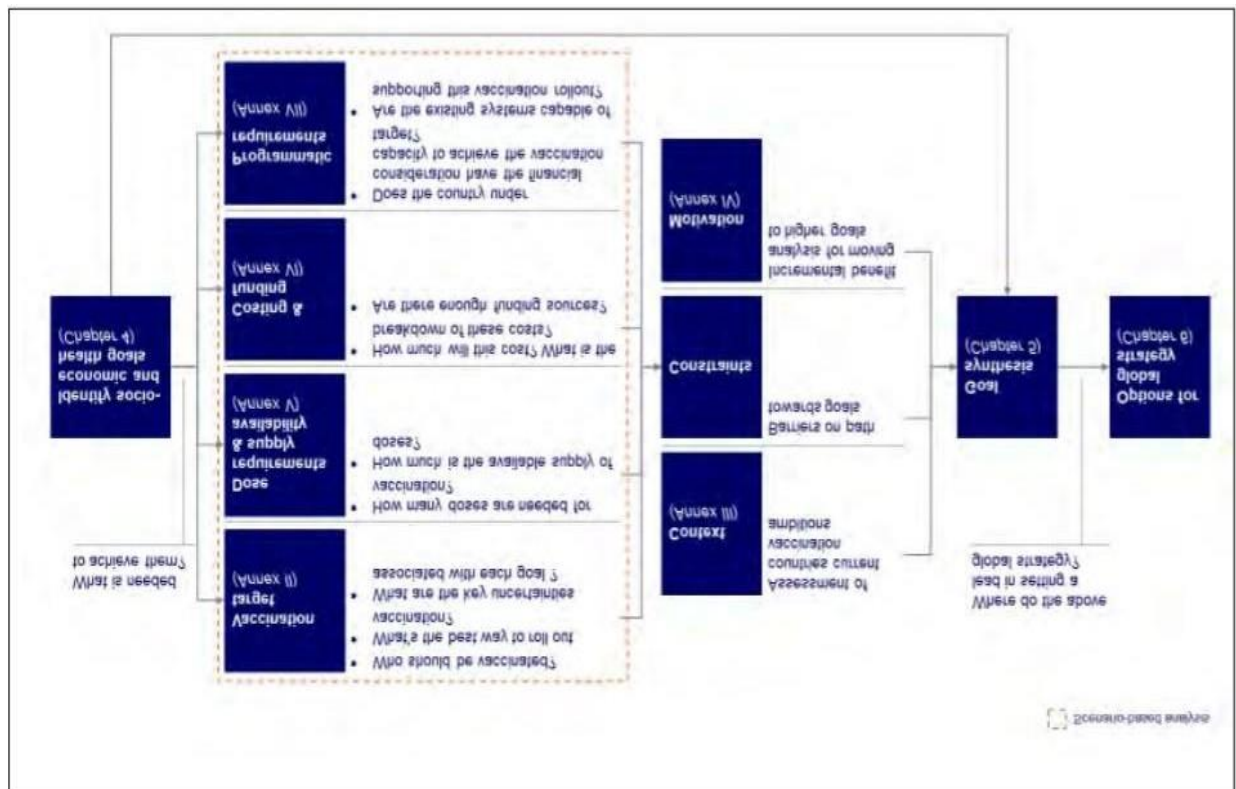 Scenario-based analysis
What is needed
to achieve them?
Identify socio-
economic and
health goals
(Chapter 4)
Vaccination
target
(Annex II)
• Who should be vaccinated?
• What's the best way to roll out
vaccination?
• What are the key uncertainties
associated with each goal ?
Dose
requirements
& supply
availability
(Annex V)
• How many doses are needed for
vaccination?
• How much is the available supply of
doses?
Costing &
funding
(Annex VI)
• How much will this cost? What is the
breakdown of these costs?
• Are there enough funding sources?
Programmatic
requirements
(Annex VII)
• Does the country under
consideration have the financial
capacity to achieve the vaccination
target?
• Are the existing systems capable of
supporting this vaccination rollout?
Context
(Annex III)
Assessment of
countries current
vaccination
ambitions
Constraints
Barriers on path
towards goals
Motivation
(Annex IV)
Incremental benefit
analysis for moving
to higher goals
Where do the above
lead in setting a
global strategy?
Goal
synthesis
(Chapter 5)
Options for
global
strategy
(Chapter 6)